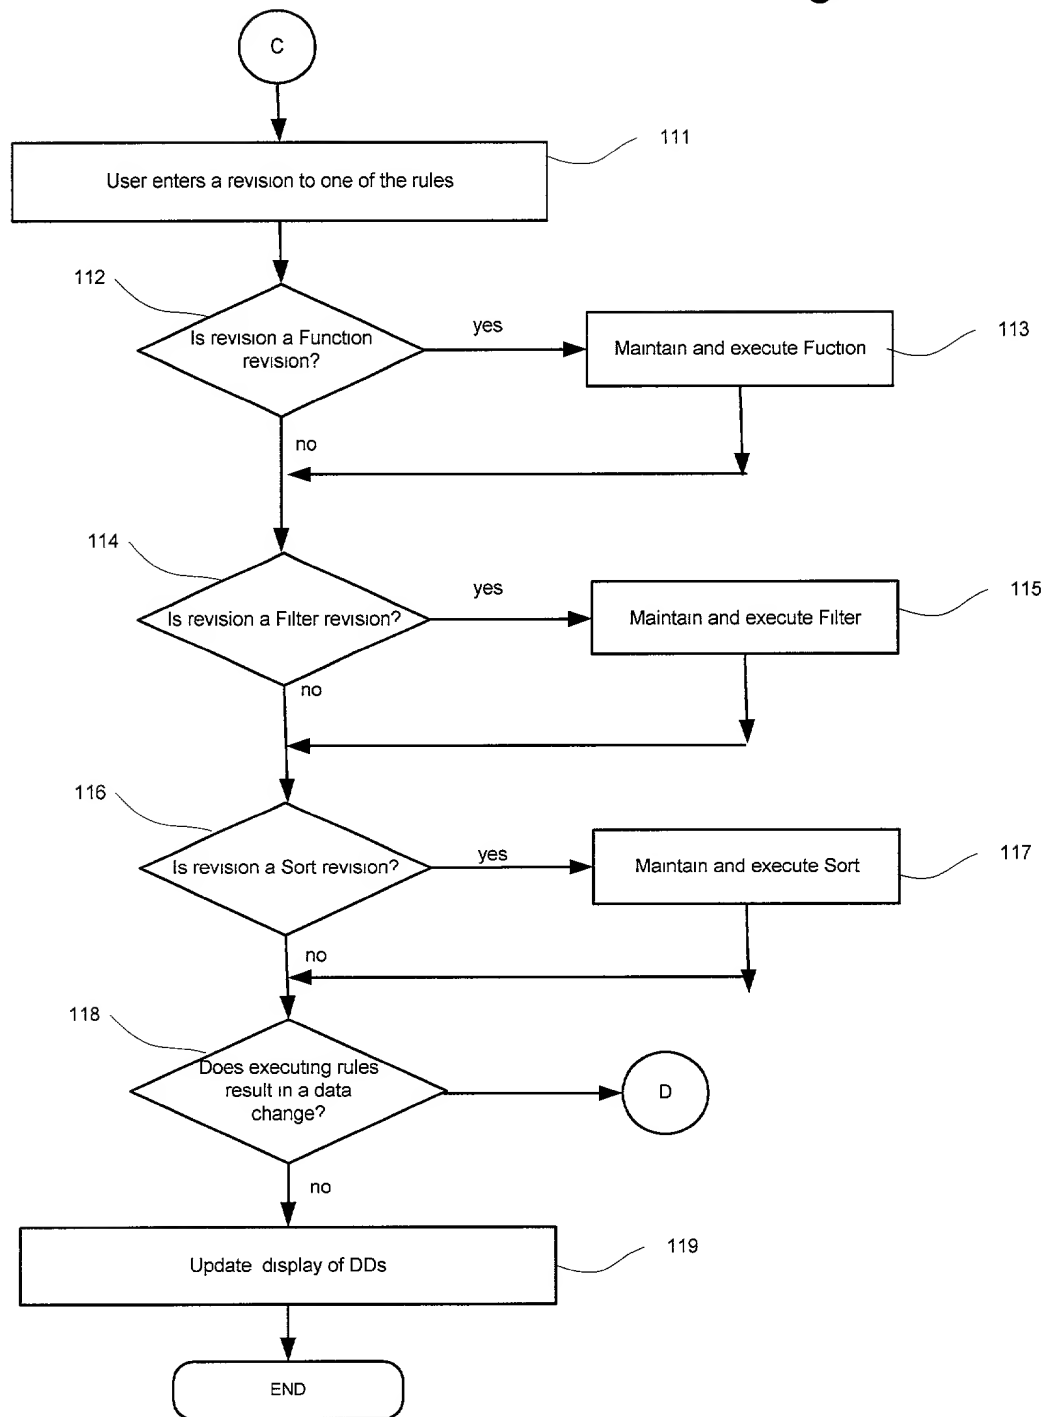 C
111
User enters a revision to one of the rules
112
Is revision a Function
revision?
yes
Maintain and execute Fuction
113
no
114
Is revision a Filter revision?
yes
Maintain and execute Filter
115
no
116
Is revision a Sort revision?
yes
Maintain and execute Sort
117
no
118
Does executing rules
result in a data
change?
D
no
Update display of DDs
119
END